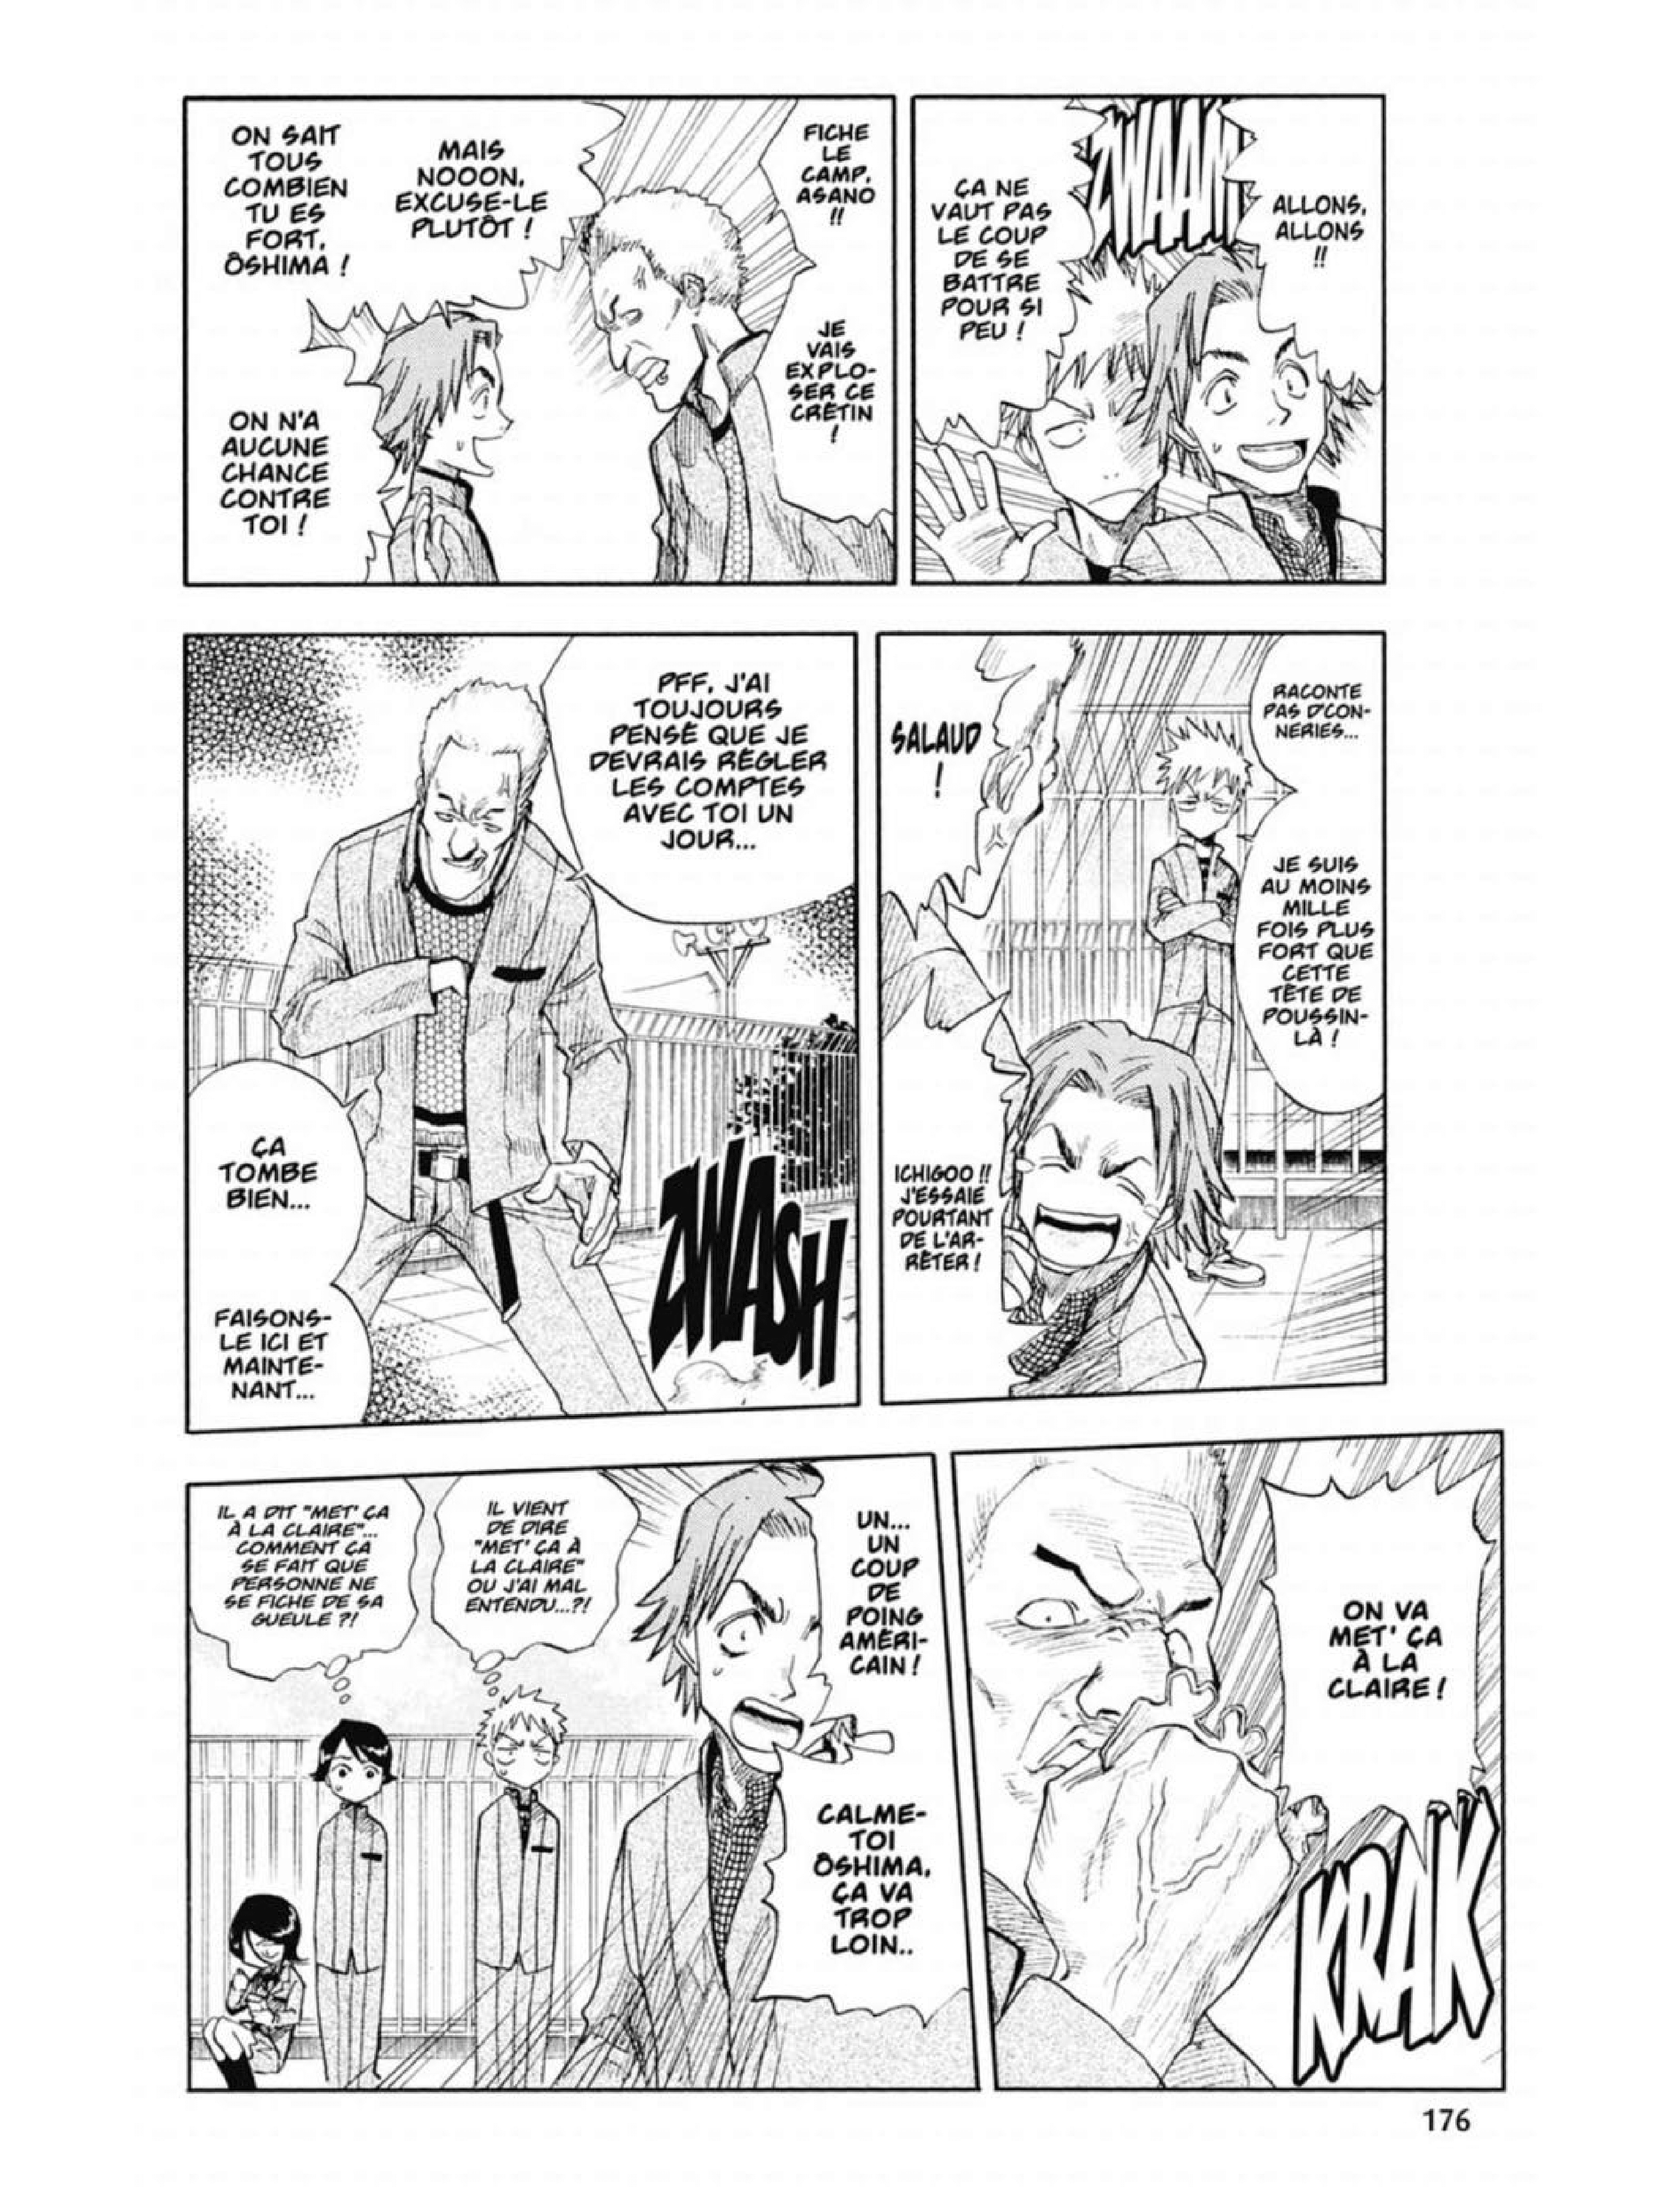 ZWAAM
ALLONS,
ALLONS
!!
ÇA NE
VAUT PAS
LE COUP
DE SE
BATTRE
POUR SI
PEU !
FICHE
LE
CAMP,
ASANO
!!
JE
VAIS
EXPLO-
SER CE
CRÉTIN
!
MAIS
NOOON,
EXCUSE-LE
PLUTÔT !
ON SAIT
TOUS
COMBIEN
TU ES
FORT,
ÔSHIMA !
ON N'A
AUCUNE
CHANCE
CONTRE
TOI !
RACONTE
PAS D'CON-
NERIES...
JE SUIS
AU MOINS
MILLE
FOIS PLUS
FORT QUE
CETTE
TÊTE DE
POUSSIN-
LÀ !
SALAUD
!
ICHIGOO !!
J'ESSAIE
POURTANT
DE L'AR-
RÊTER !
PFF, J'AI
TOUJOURS
PENSÉ QUE JE
DEVRAIS RÉGLER
LES COMPTES
AVEC TOI UN
JOUR...
ÇA
TOMBE
BIEN...
FAISONS-
LE ICI ET
MAINTE-
NANT...
ZWASH
ON VA
MET' ÇA
À LA
CLAIRE !
KRAK
UN...
UN
COUP
DE
POING
AMÉRI-
CAIN !
CALME-
TOI
ÔSHIMA,
ÇA VA
TROP
LOIN..
IL VIENT
DE DIRE
"MET' ÇA À
LA CLAIRE"
OU J'AI MAL
ENTENDU...?!
IL A DIT "MET' ÇA
À LA CLAIRE"...
COMMENT ÇA
SE FAIT QUE
PERSONNE NE
SE FICHE DE SA
GUEULE ?!
176